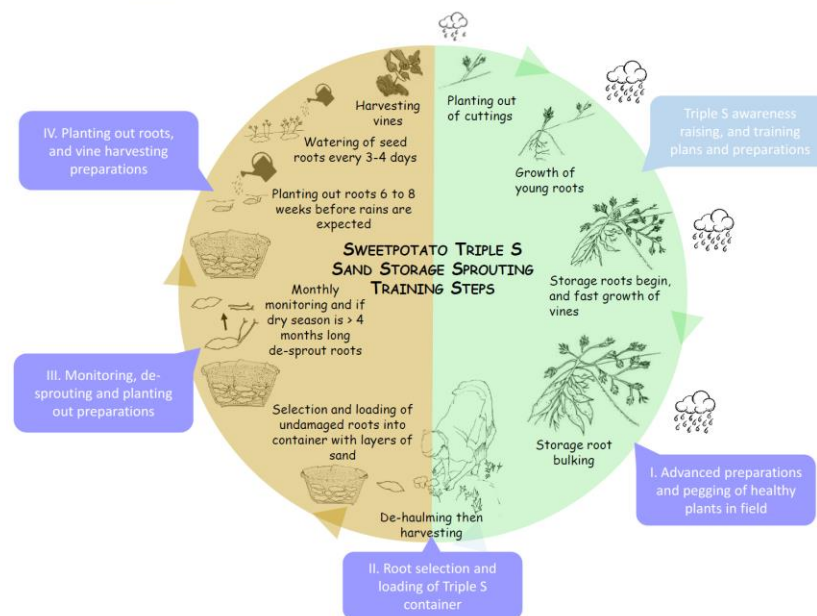 Harvesting
vines
Planting out
of cuttings
Triple S awareness
raising, and training
plans and preparations
IV. Planting out roots,
and vine harvesting
preparations
Watering of seed
roots every 3-4 days
Growth of
young roots
Planting out roots 6 to 8
weeks before rains are
expected
SWEETPOTATO TRIPLE S
SAND STORAGE SPROUTING
TRAINING STEPS
Storage roots begin,
and fast growth of
vines
Monthly
monitoring and if
dry season is > 4
months long
de-sprout roots
III. Monitoring, de-
sprouting and planting
out preparations
Selection and loading of
undamaged roots into
container with layers of
sand
Storage root
bulking
I. Advanced preparations
and pegging of healthy
plants in field
De-haulming then
harvesting
II. Root selection and
loading of Triple S
container